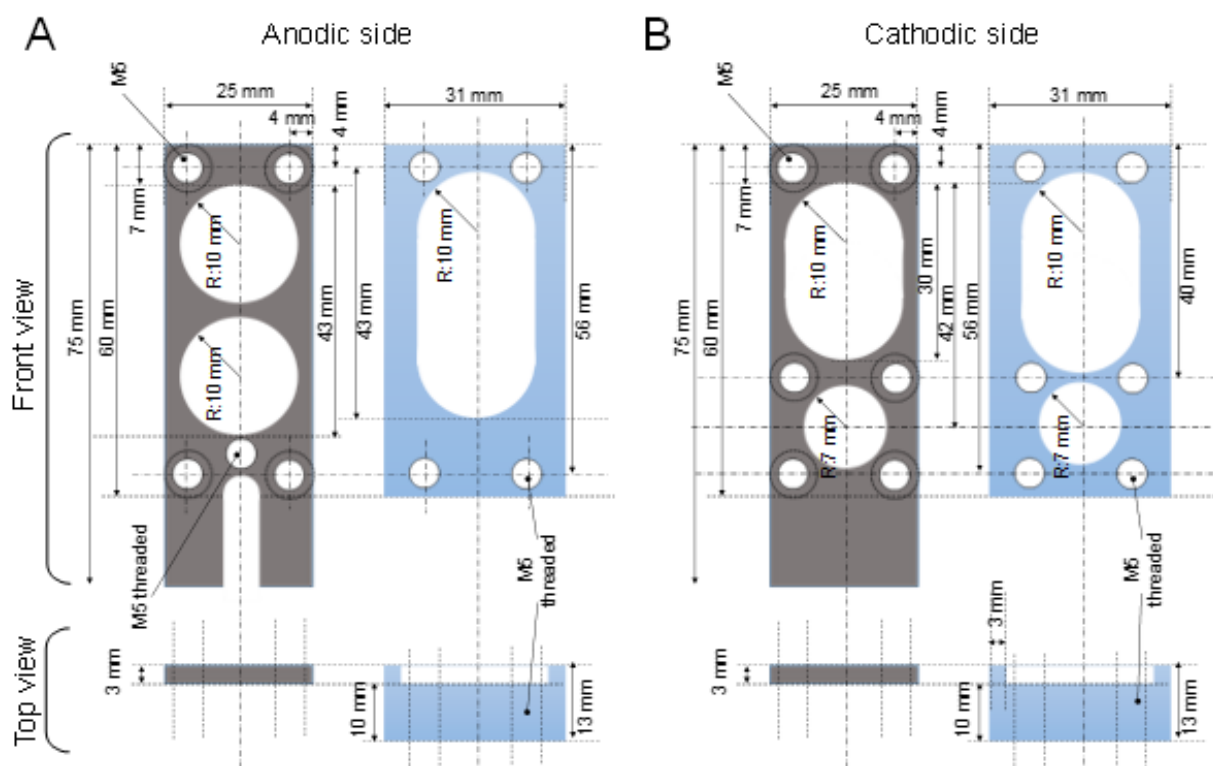 A
Anodic side
B
Cathodic side
M5
25 mm
4 mm
4 mm
31 mm
M5
25 mm
4 mm
4 mm
31 mm
Front view
7 mm
R:10 mm
R:10 mm
75 mm
60 mm
43 mm
43 mm
R:10 mm
56 mm
M5 threaded
M5
threaded
7 mm
R:10 mm
75 mm
60 mm
30 mm
42 mm
56 mm
R:7 mm
R:10 mm
40 mm
R:7 mm
M5
threaded
Top view
3 mm
10 mm
13 mm
3 mm
3 mm
10 mm
13 mm